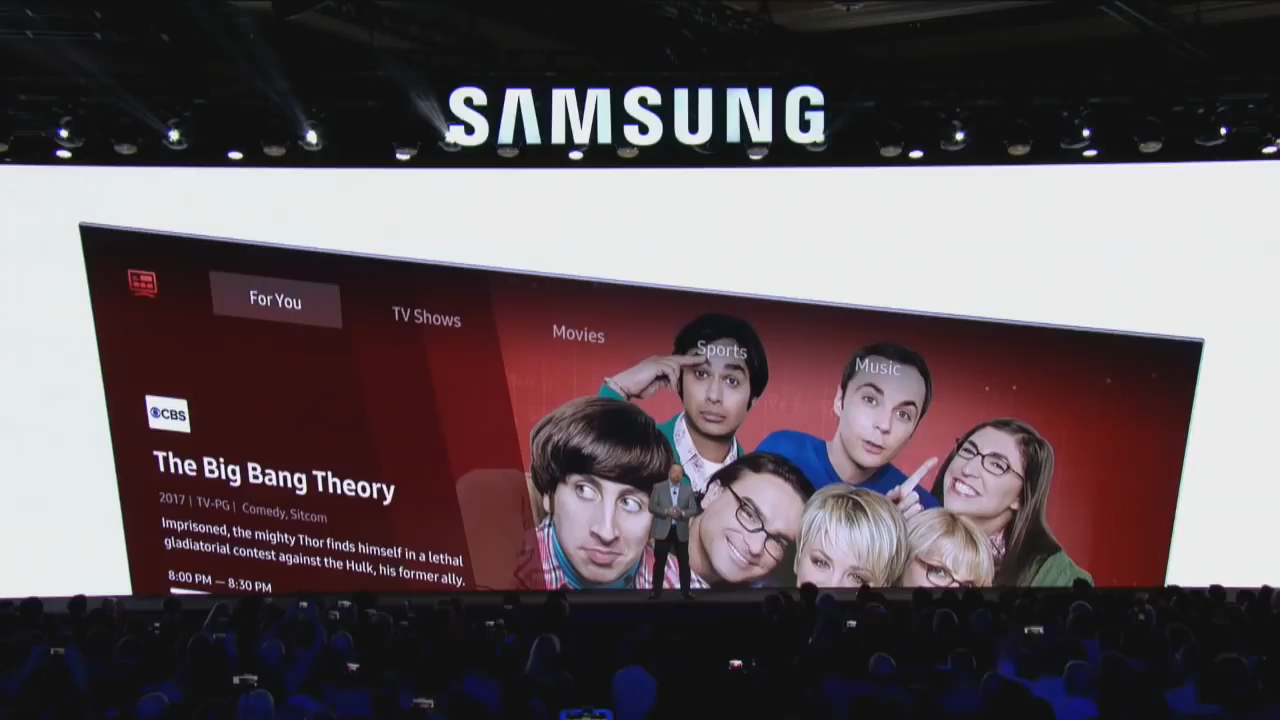 SAMSUNG
For You
TV Shows
Movies
Sports
Music
CBS
The Big Bang Theory
2017 | TV-PG | Comedy, Sitcom
Imprisoned, the mighty Thor finds himself in a lethal
gladiatorial contest against the Hulk, his former ally.
8:00 PM — 8:30 PM